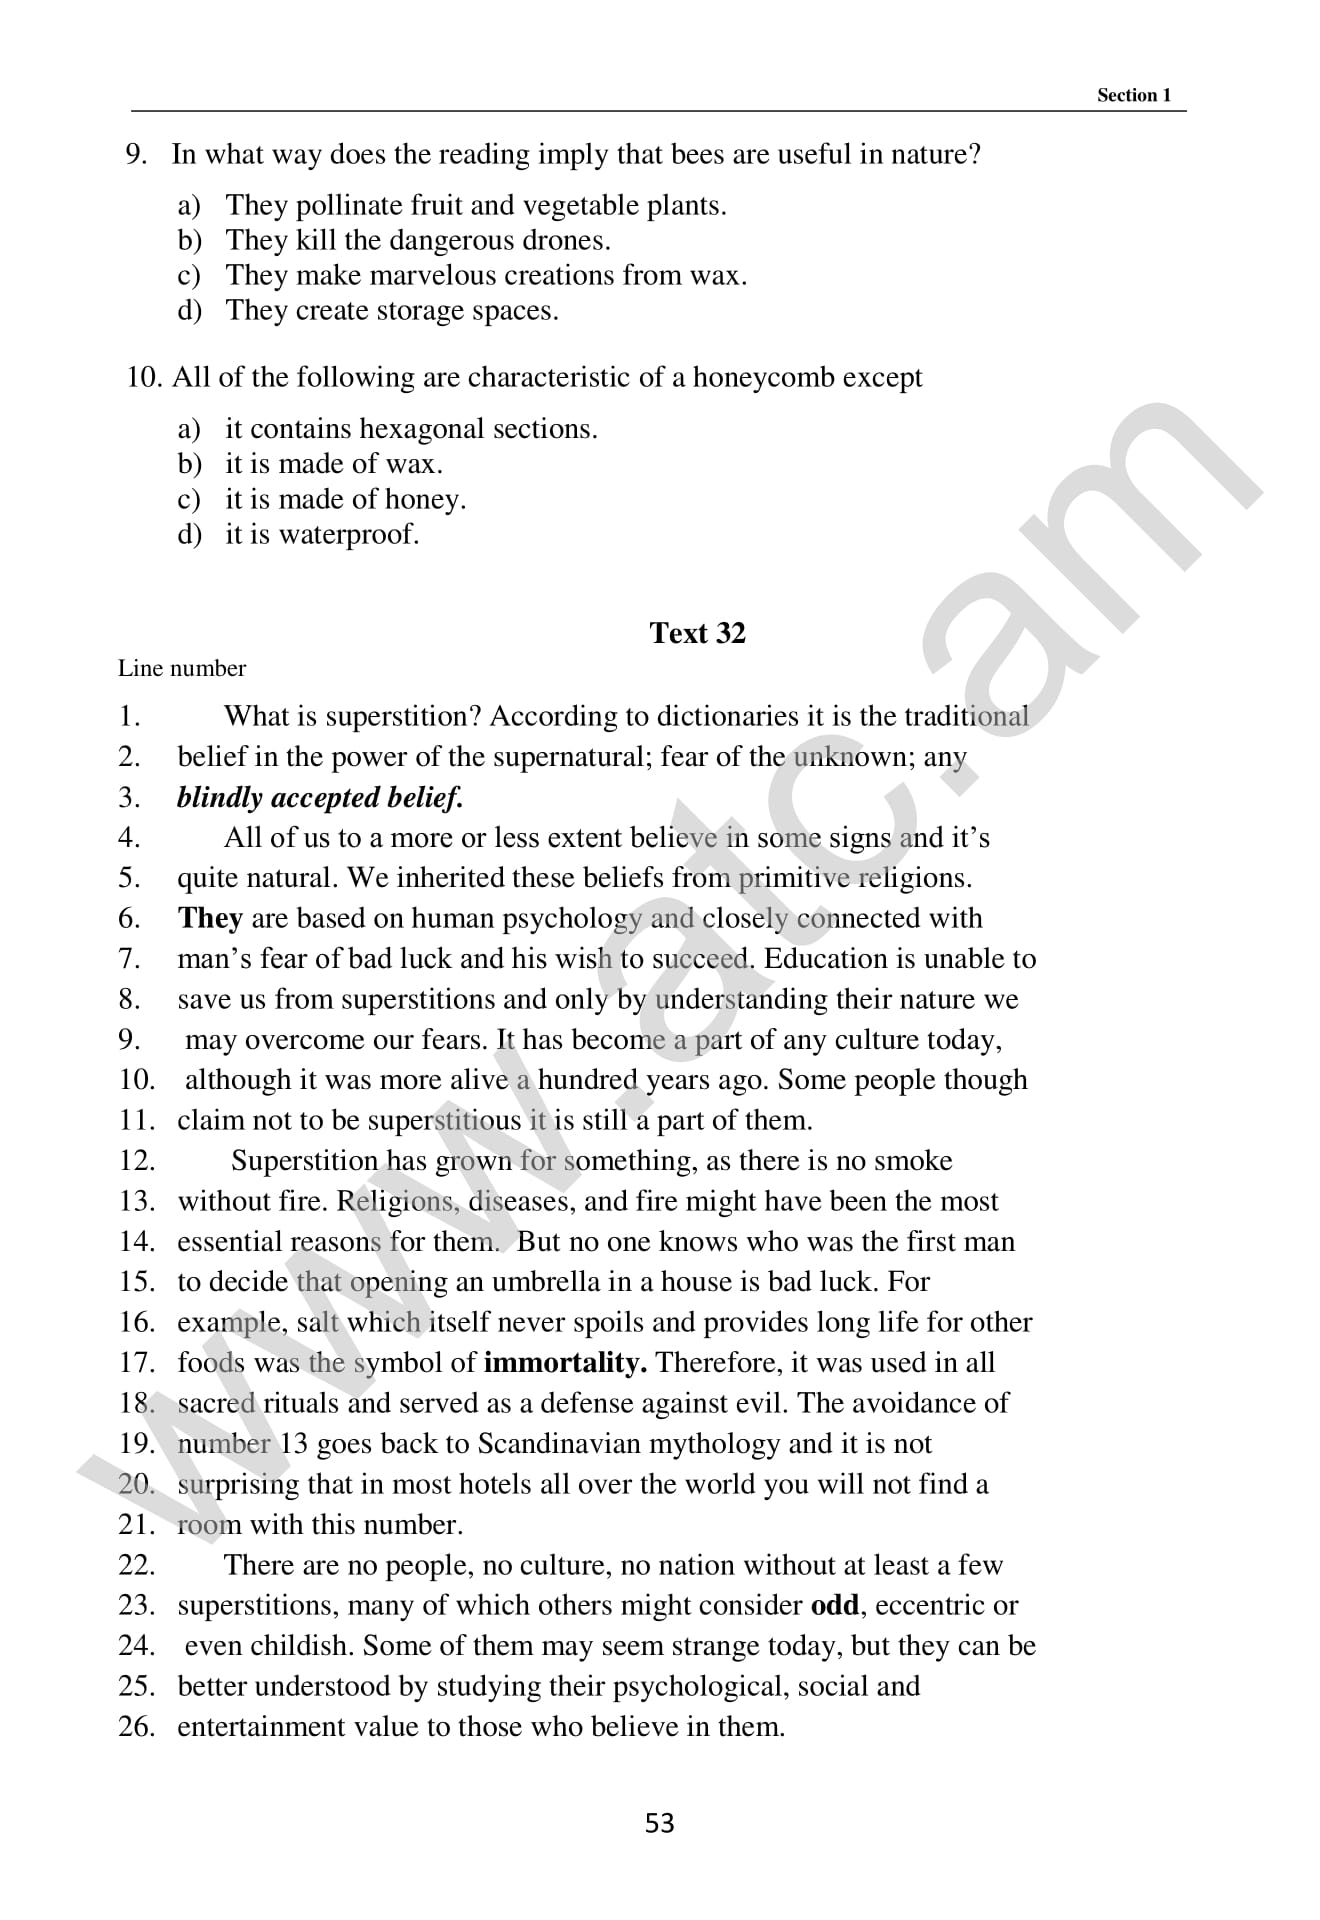 Section 1
9. In what way does the reading imply that bees are useful in nature?
a) They pollinate fruit and vegetable plants.
b) They kill the dangerous drones.
c) They make marvelous creations from wax.
d) They create storage spaces.
10. All of the following are characteristic of a honeycomb except
a) it contains hexagonal sections.
b) it is made of wax.
c) it is made of honey.
d) it is waterproof.
Text 32
Line number
1. What is superstition? According to dictionaries it is the traditional
2. belief in the power of the supernatural; fear of the unknown; any
3. blindly accepted belief.
4. All of us to a more or less extent believe in some signs and it’s
5. quite natural. We inherited these beliefs from primitive religions.
6. They are based on human psychology and closely connected with
7. man’s fear of bad luck and his wish to succeed. Education is unable to
8. save us from superstitions and only by understanding their nature we
9. may overcome our fears. It has become a part of any culture today,
10. although it was more alive a hundred years ago. Some people though
11. claim not to be superstitious it is still a part of them.
12. Superstition has grown for something, as there is no smoke
13. without fire. Religions, diseases, and fire might have been the most
14. essential reasons for them. But no one knows who was the first man
15. to decide that opening an umbrella in a house is bad luck. For
16. example, salt which itself never spoils and provides long life for other
17. foods was the symbol of immortality. Therefore, it was used in all
18. sacred rituals and served as a defense against evil. The avoidance of
19. number 13 goes back to Scandinavian mythology and it is not
20. surprising that in most hotels all over the world you will not find a
21. room with this number.
22. There are no people, no culture, no nation without at least a few
23. superstitions, many of which others might consider odd, eccentric or
24. even childish. Some of them may seem strange today, but they can be
25. better understood by studying their psychological, social and
26. entertainment value to those who believe in them.
53
www.atc.am